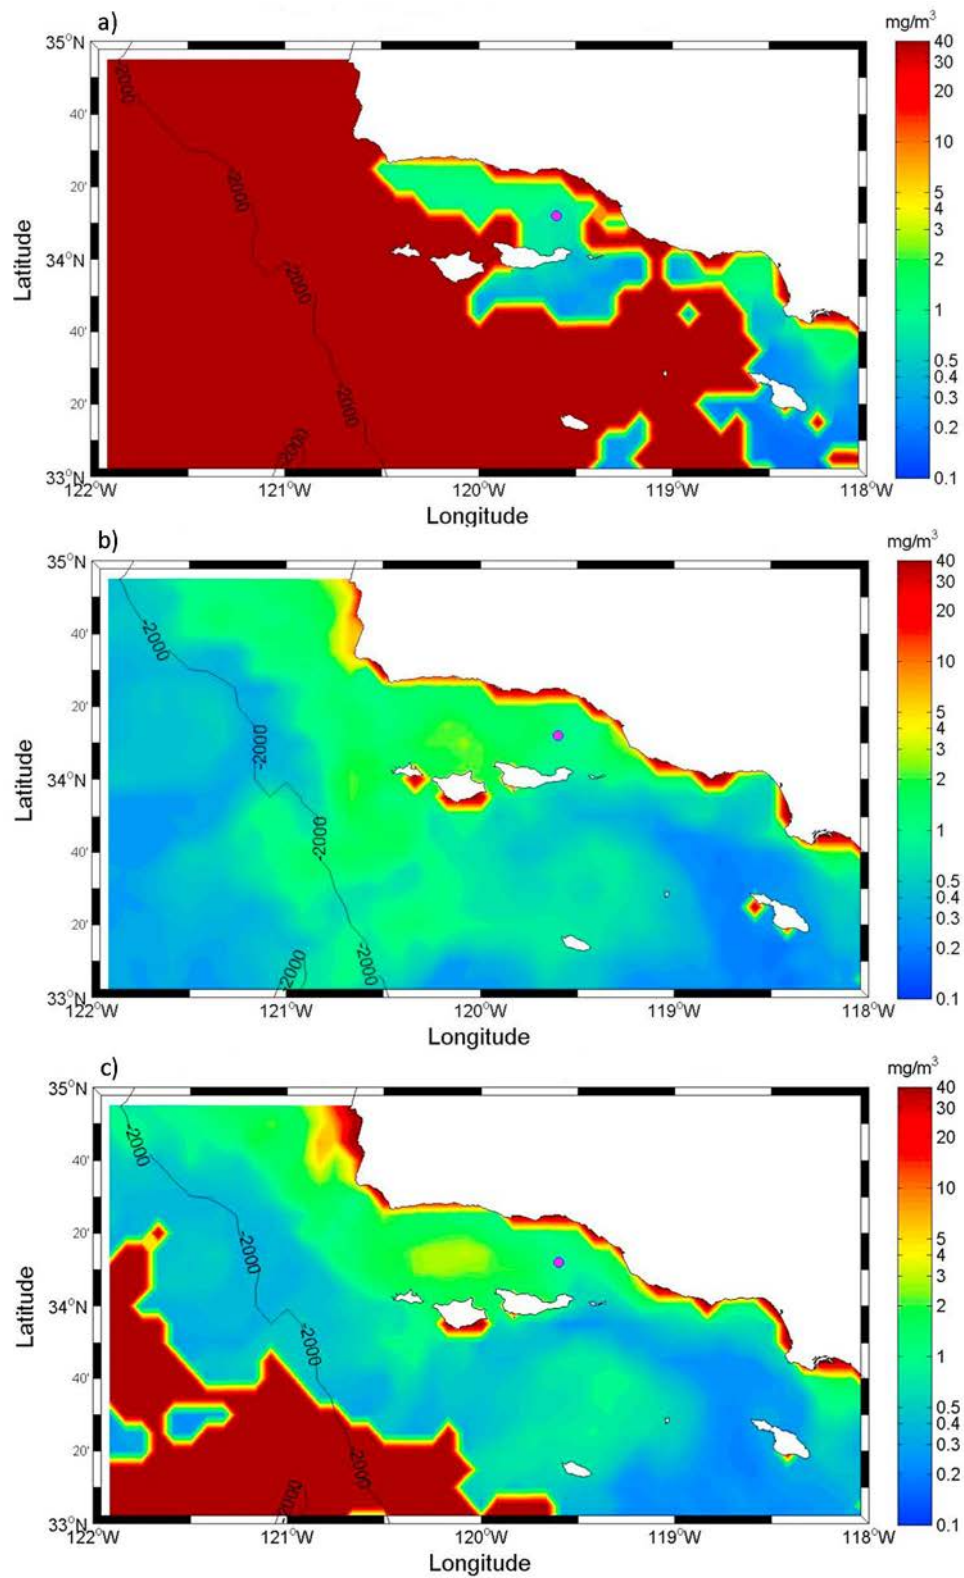 a)
mg/m³
35°N
40'
20'
34°N
40'
20'
33°N
Latitude
-2000
-2000
-2000
-2000
-2000
40
30
20
10
5
4
3
2
1
0.5
0.4
0.3
0.2
0.1
122°W
121°W
120°W
119°W
118°W
Longitude
b)
mg/m³
35°N
40'
20'
34°N
40'
20'
33°N
Latitude
-2000
-2000
-2000
-2000
-2000
40
30
20
10
5
4
3
2
1
0.5
0.4
0.3
0.2
0.1
122°W
121°W
120°W
119°W
118°W
Longitude
c)
mg/m³
35°N
40'
20'
34°N
40'
20'
33°N
Latitude
-2000
-2000
-2000
-2000
-2000
40
30
20
10
5
4
3
2
1
0.5
0.4
0.3
0.2
0.1
122°W
121°W
120°W
119°W
118°W
Longitude